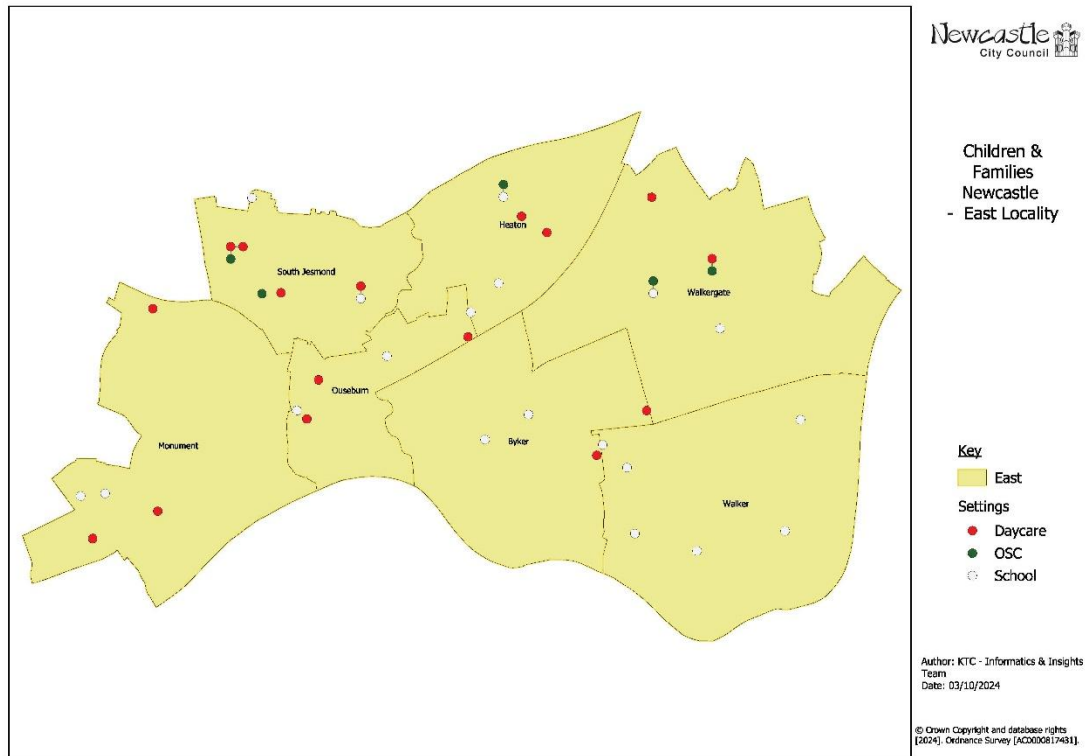 Newcastle
City Council
Children &
Families
Newcastle
- East Locality
Heaton
South Jesmond
Walkergate
Ouseburn
Monument
Byker
Walker
Key
East
Settings
Daycare
OSC
School
Author: KTC - Informatics & Insights
Team
Date: 03/10/2024
© Crown Copyright and database rights
[2024]. Ordnance Survey [AC0000817431].